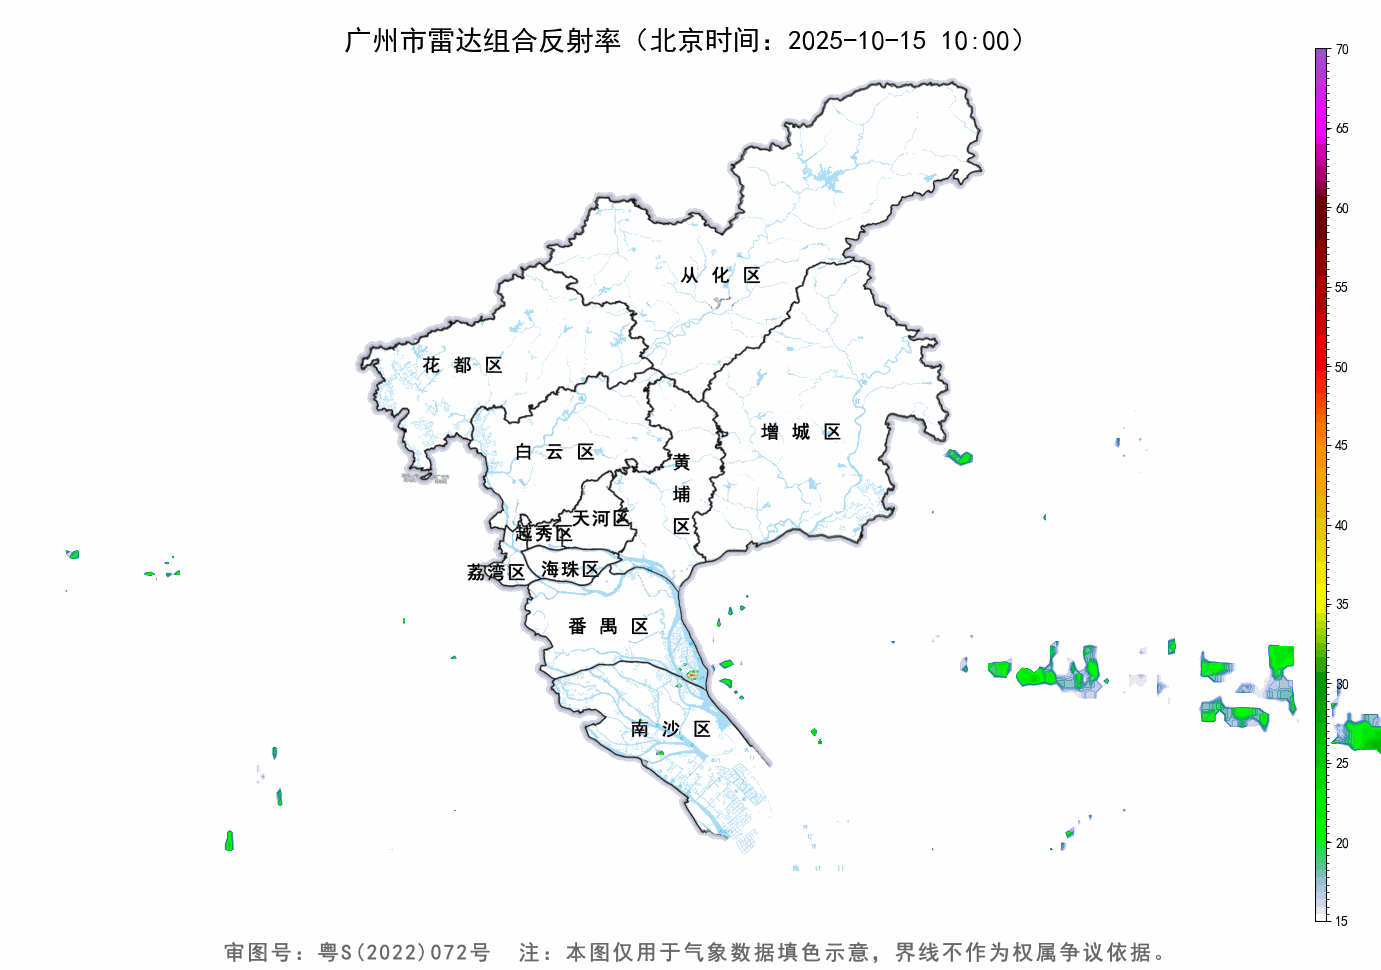 广州市雷达组合反射率（北京时间：2025-10-15 10:00）
70
65
60
55
50
45
40
35
30
25
20
15
从化区
花都区
增城区
白云区
黄埔区
天河区
越秀区
荔湾区
海珠区
番禺区
南沙区
审图号：粤S(2022)072号 注：本图仅用于气象数据填色示意，界线不作为权属争议依据。